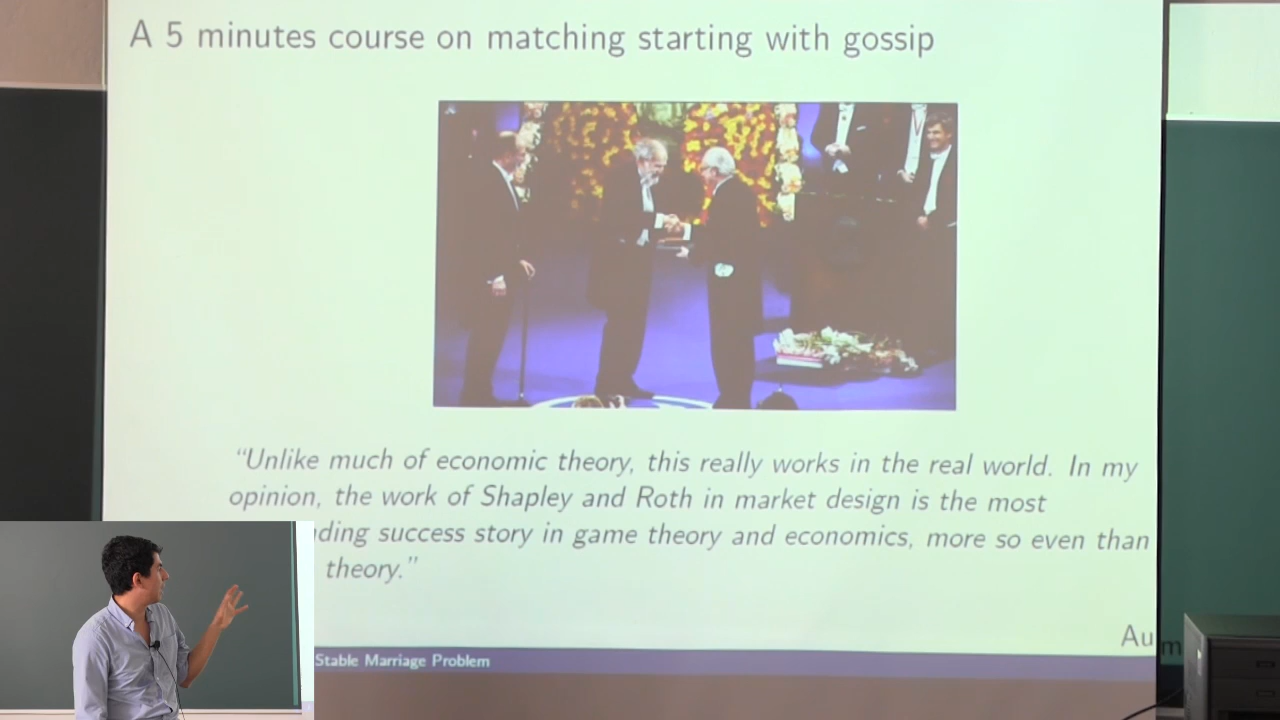 A 5 minutes course on matching starting with gossip
“Unlike much of economic theory, this really works in the real world. In my
opinion, the work of Shapley and Roth in market design is the most
ding success story in game theory and economics, more so even than
theory.”
Au m
Stable Marriage Problem